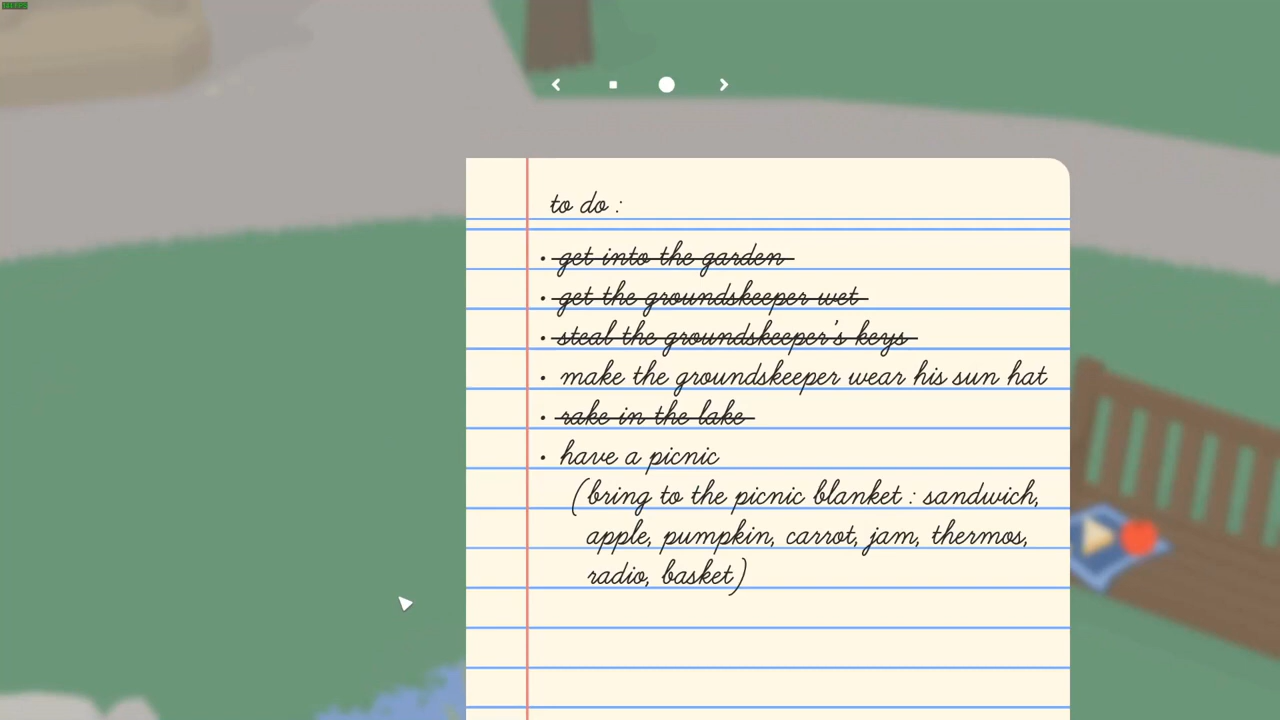 to do :
• get into the garden
• get the groundskeeper wet
• steal the groundskeeper's keys
• make the groundskeeper wear his sun hat
• rake in the lake
• have a picnic
(bring to the picnic blanket : sandwich,
apple, pumpkin, carrot, jam, thermos,
radio, basket)